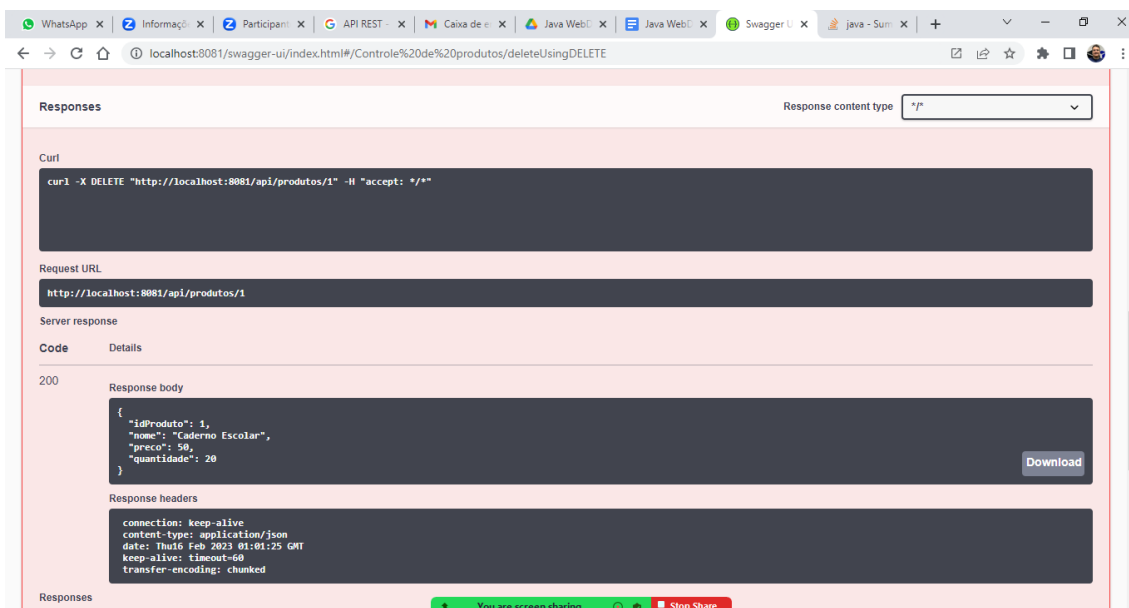 WhatsApp
Informaçõ
Participant
API REST -
Caixa de e
Java WebD
Java WebD
Swagger U
java - Sum
localhost:8081/swagger-ui/index.html#/Controle%20de%20produtos/deleteUsingDELETE
Responses
Response content type */*
Curl
curl -X DELETE "http://localhost:8081/api/produtos/1" -H "accept: */*"
Request URL
http://localhost:8081/api/produtos/1
Server response
Code Details
200
Response body
{
"idProduto": 1,
"nome": "Caderno Escolar",
"preco": 50,
"quantidade": 20
}
Download
Response headers
connection: keep-alive
content-type: application/json
date: Thu16 Feb 2023 01:01:25 GMT
keep-alive: timeout=60
transfer-encoding: chunked
Responses
You are screen sharing
Stop Share